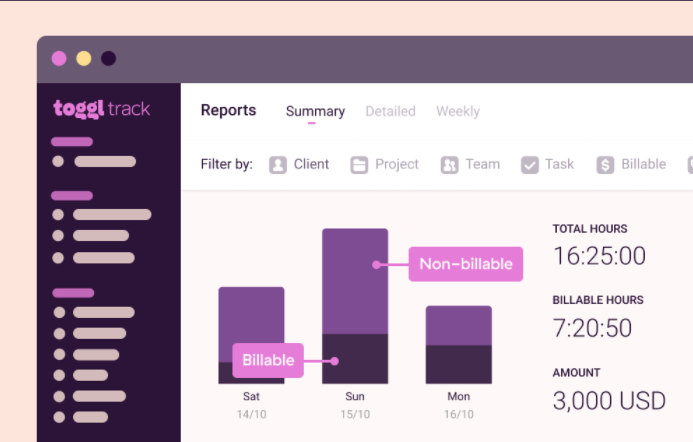 toggl track
Reports Summary Detailed Weekly
Filter by: Client Project Team Task Billable
TOTAL HOURS
16:25:00
Non-billable
BILLABLE HOURS
7:20:50
Billable
AMOUNT
3,000 USD
Sat Sun Mon
14/10 15/10 16/10